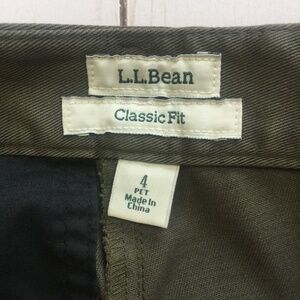 L.L.Bean
Classic Fit
4
PET
Made In
China